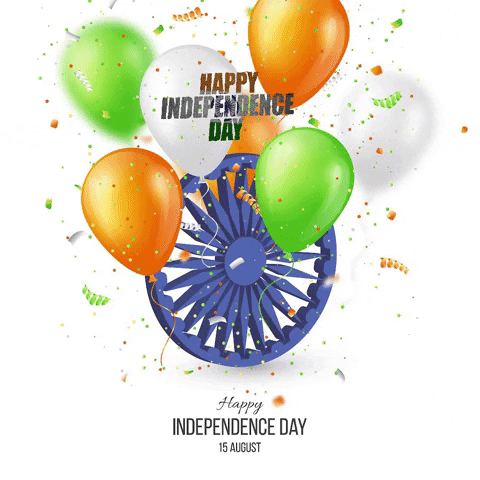 HAPPY
INDEPENDENCE
DAY
Happy
INDEPENDENCE DAY
15 AUGUST